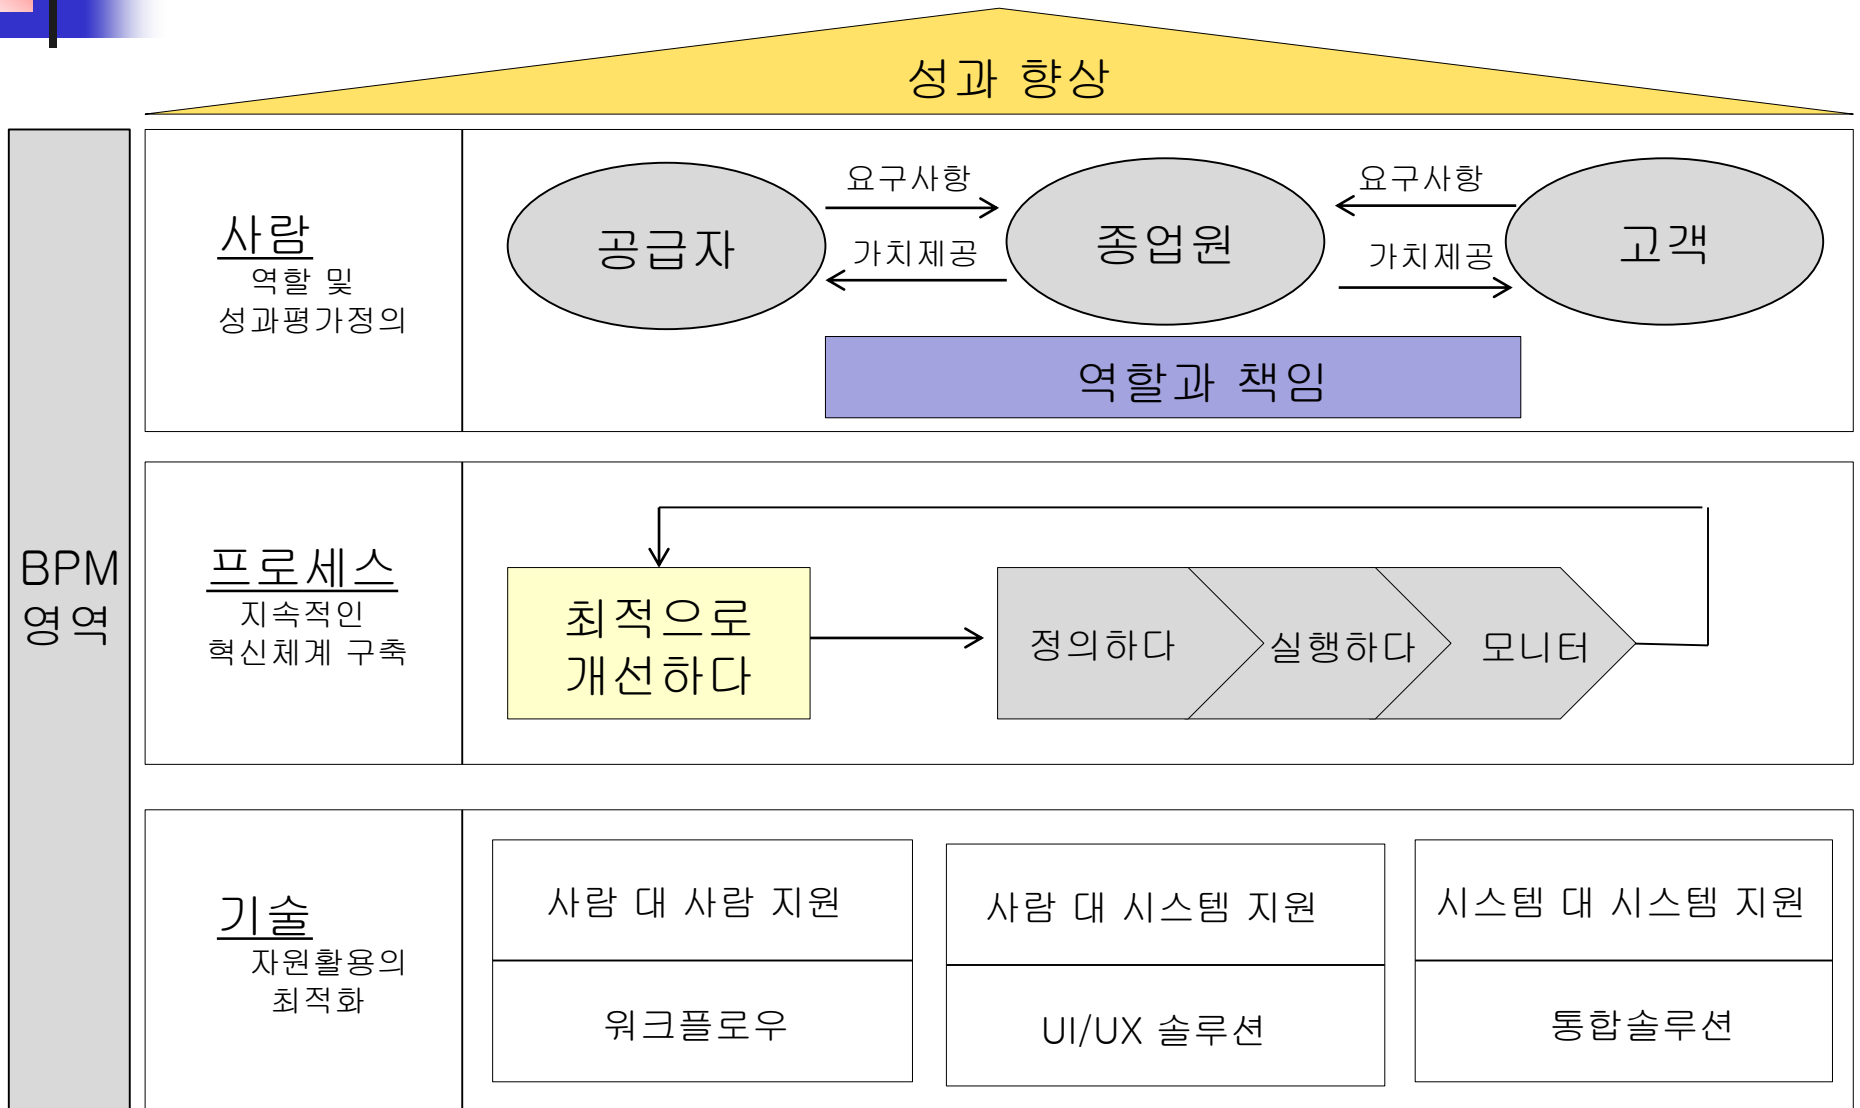 성과 향상
BPM
영역
사람
역할 및
성과평가정의
공급자
요구사항
가치제공
종업원
요구사항
가치제공
고객
역할과 책임
프로세스
지속적인
혁신체계 구축
최적으로
개선하다
정의하다
실행하다
모니터
기술
자원활용의
최적화
사람 대 사람 지원
워크플로우
사람 대 시스템 지원
UI/UX 솔루션
시스템 대 시스템 지원
통합솔루션